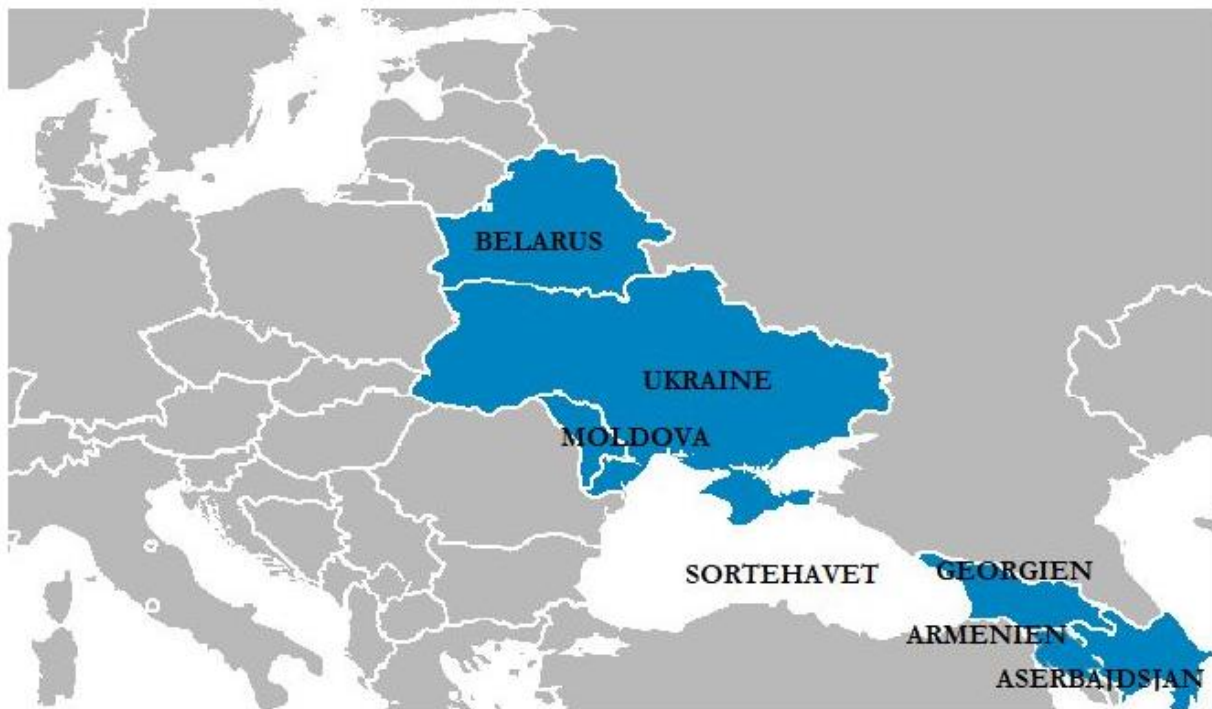 BELARUS
UKRAINE
MOLDOVA
SORTEHAVET
GEORGIEN
ARMENIEN
ASERBAJDSJAN